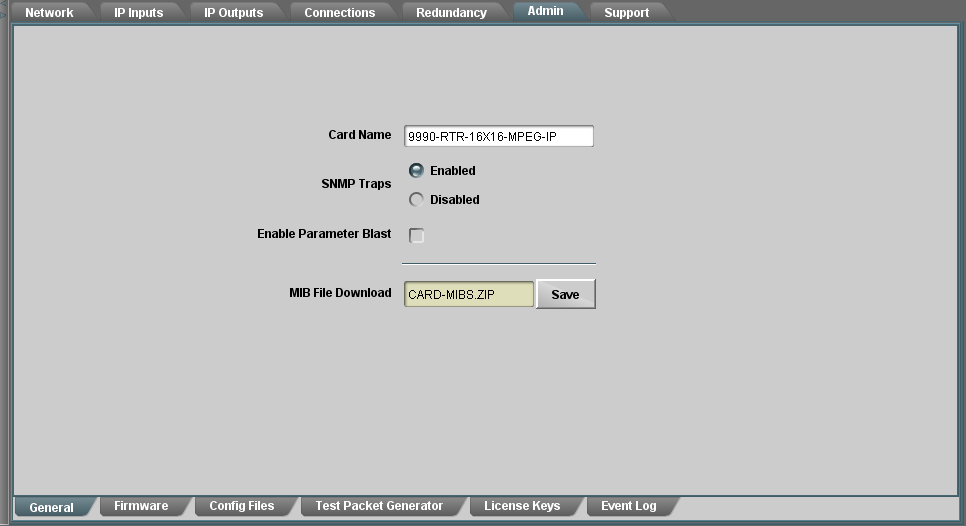 Network IP Inputs IP Outputs Connections Redundancy Admin Support
Card Name 9990-RTR-16X16-MPEG-IP
SNMP Traps
Enabled
Disabled
Enable Parameter Blast
MIB File Download CARD-MIBS.ZIP Save
General Firmware Config Files Test Packet Generator License Keys Event Log